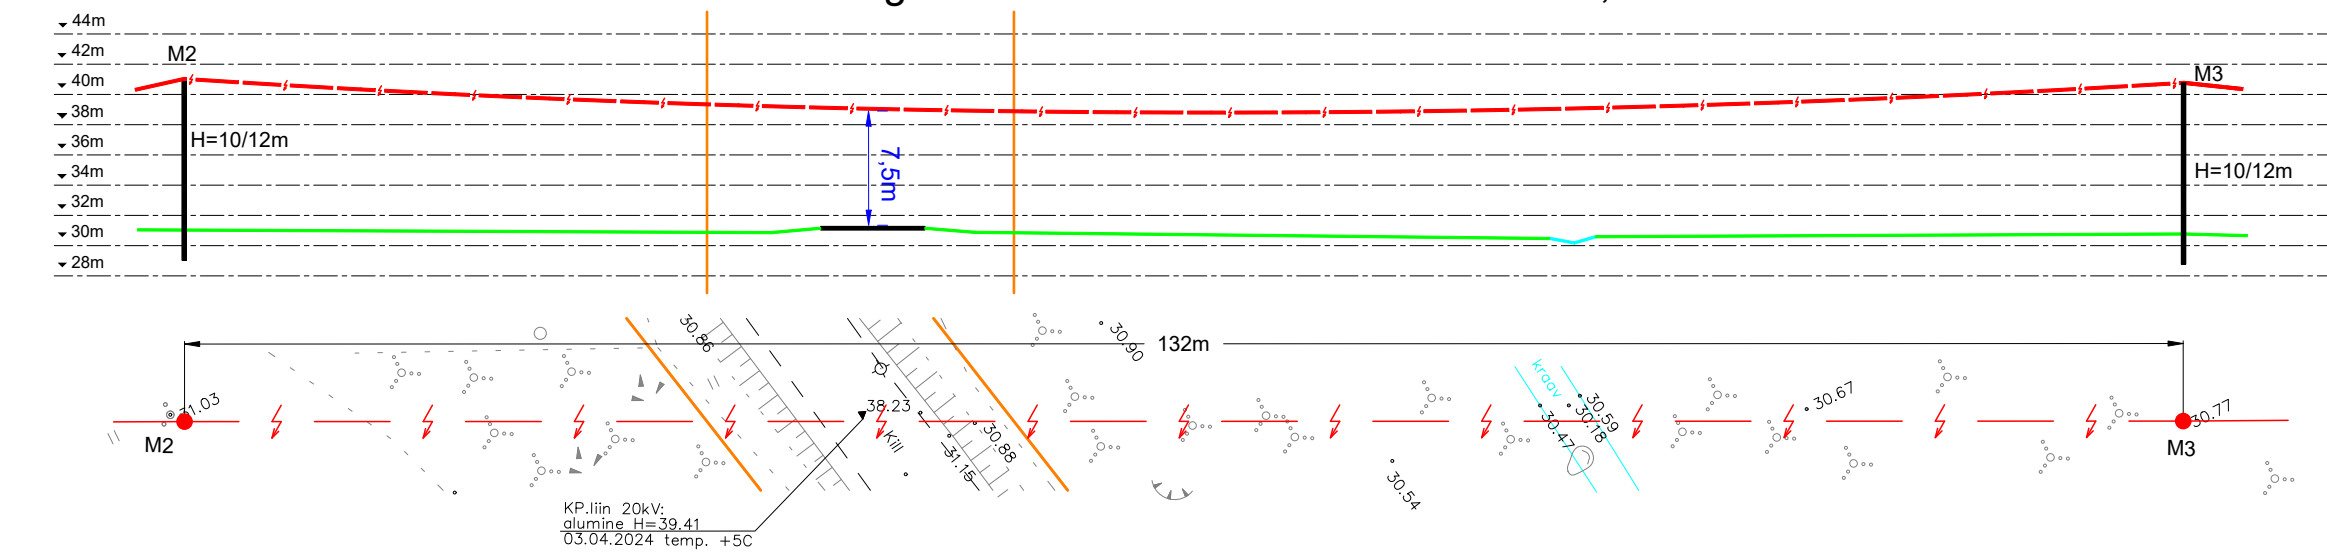 44m
42m
M2
40m
M3
38m
H=10/12m
36m
7,5m
34m
H=10/12m
32m
30m
28m
30.86
30.90
132m
kraav
31.03
38.23
30.59
30.67
30.18
30.77
M2
Kill
30.88
31.15
30.47
M3
30.54
KP.liin 20kV:
alumine H=39.41
03.04.2024 temp. +5C